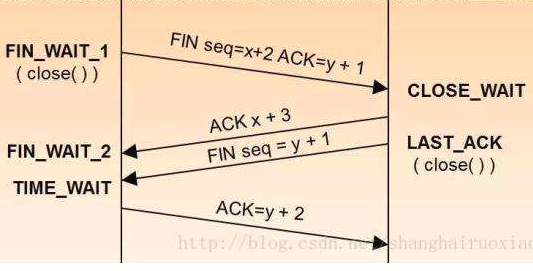 FIN_WAIT_1
( close( ) )
FIN seq=x+2 ACK=y + 1
CLOSE_WAIT
ACK x + 3
FIN_WAIT_2
FIN seq = y + 1
LAST_ACK
( close( ) )
TIME_WAIT
ACK=y + 2
http://blog.csdn.net/shanghairuoxiao